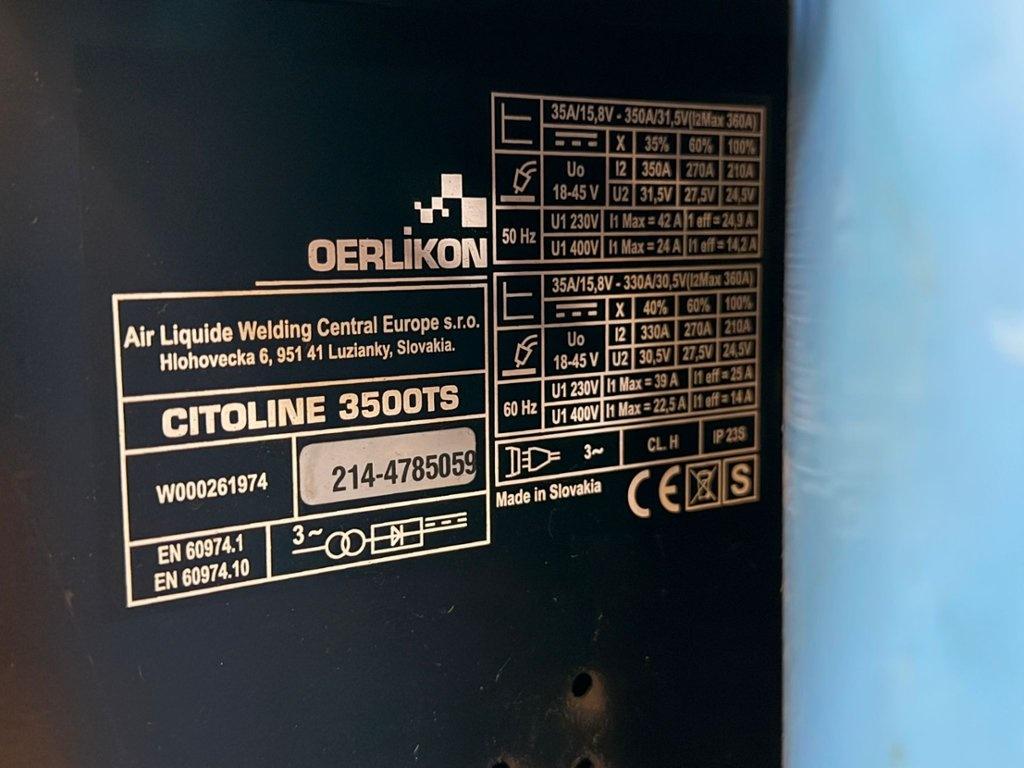 OERLIKON
Air Liquide Welding Central Europe s.r.o.
Hlohovecka 6, 951 41 Luzianky, Slovakia.
CITOLINE 3500TS
W000261974
214-4785059
EN 60974.1
EN 60974.10
3~
35A/15,8V - 350A/31,5V(I2Max 360A)
X 35% 60% 100%
Uo I2 350A 270A 210A
18-45 V U2 31,5V 27,5V 24,5V
50 Hz
U1 230V I1 Max = 42 A I1 eff = 24,9 A
U1 400V I1 Max = 24 A I1 eff = 14,2 A
35A/15,8V - 330A/30,5V(I2Max 360A)
X 40% 60% 100%
Uo I2 330A 270A 210A
18-45 V U2 30,5V 27,5V 24,5V
60 Hz
U1 230V I1 Max = 39 A I1 eff = 25 A
U1 400V I1 Max = 22,5 A I1 eff = 14 A
3~ CL. H IP 23S
Made in Slovakia
CE S